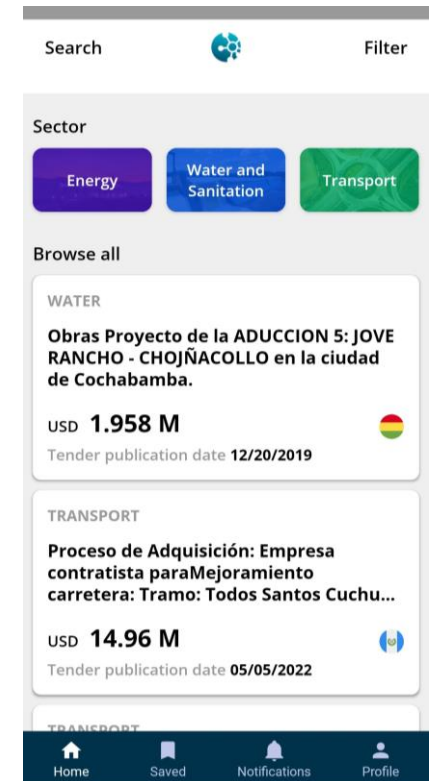 Search Filter
Sector
Energy
Water and
Sanitation
Transport
Browse all
WATER
Obras Proyecto de la ADUCCION 5: JOVE
RANCHO - CHOJÑACOLLO en la ciudad
de Cochabamba.
USD 1.958 M
Tender publication date 12/20/2019
TRANSPORT
Proceso de Adquisición: Empresa
contratista paraMejoramiento
carretera: Tramo: Todos Santos Cuchu...
USD 14.96 M
Tender publication date 05/05/2022
TRANSPORT
Home Saved Notifications Profile